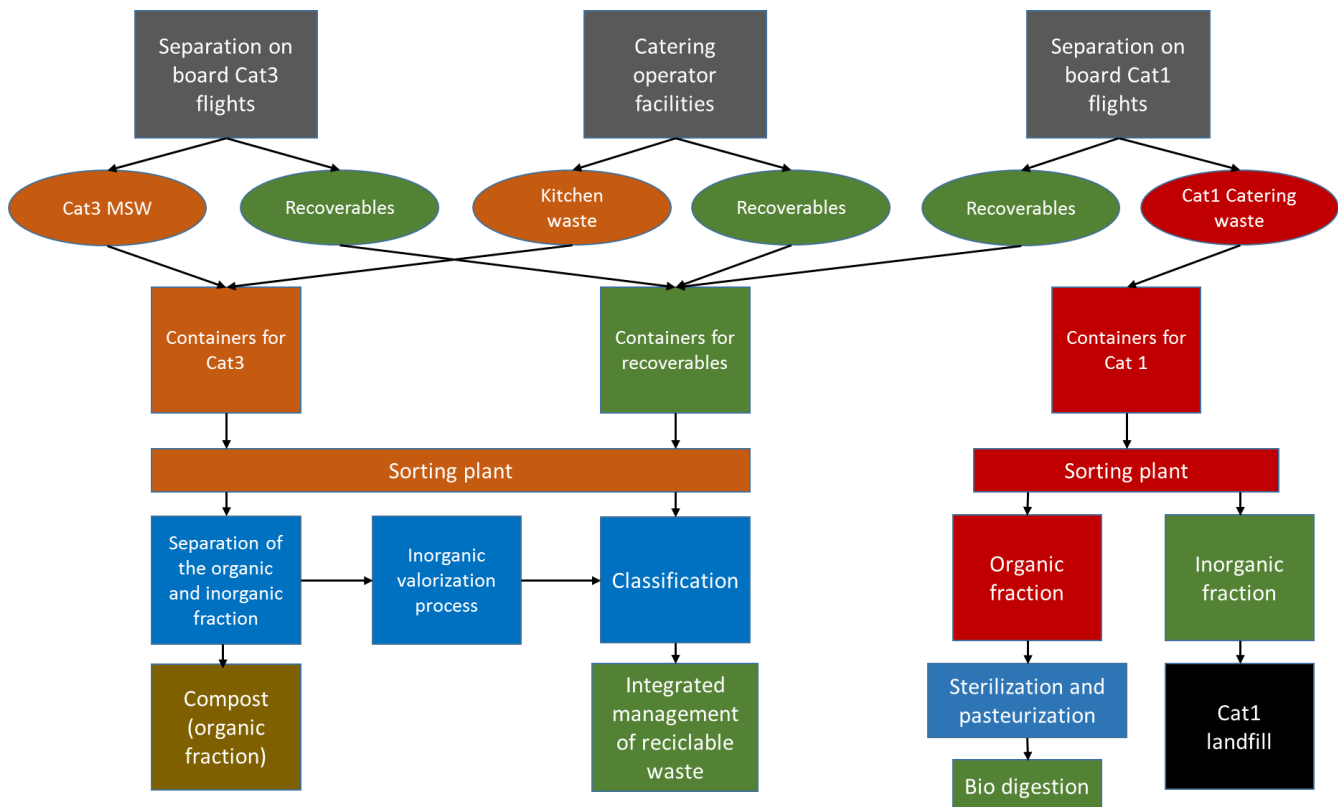 Separation on
board Cat3
flights
Catering
operator
facilities
Separation on
board Cat1
flights
Cat3 MSW
Recoverables
Kitchen
waste
Recoverables
Recoverables
Cat1 Catering
waste
Containers for
Cat3
Containers for
recoverables
Containers for
Cat 1
Sorting plant
Sorting plant
Separation of
the organic
and inorganic
fraction
Inorganic
valorization
process
Classification
Organic
fraction
Inorganic
fraction
Compost
(organic
fraction)
Integrated
management
of reciclable
waste
Sterilization and
pasteurization
Cat1
landfill
Bio digestion